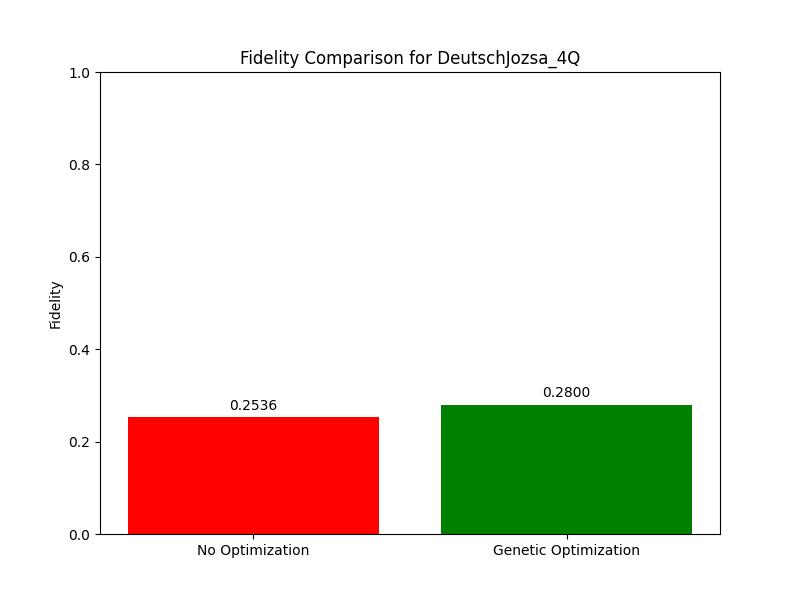 Fidelity Comparison for DeutschJozsa_4Q
1.0
0.8
0.6
0.4
0.2
0.0
Fidelity
0.2536
0.2800
No Optimization
Genetic Optimization